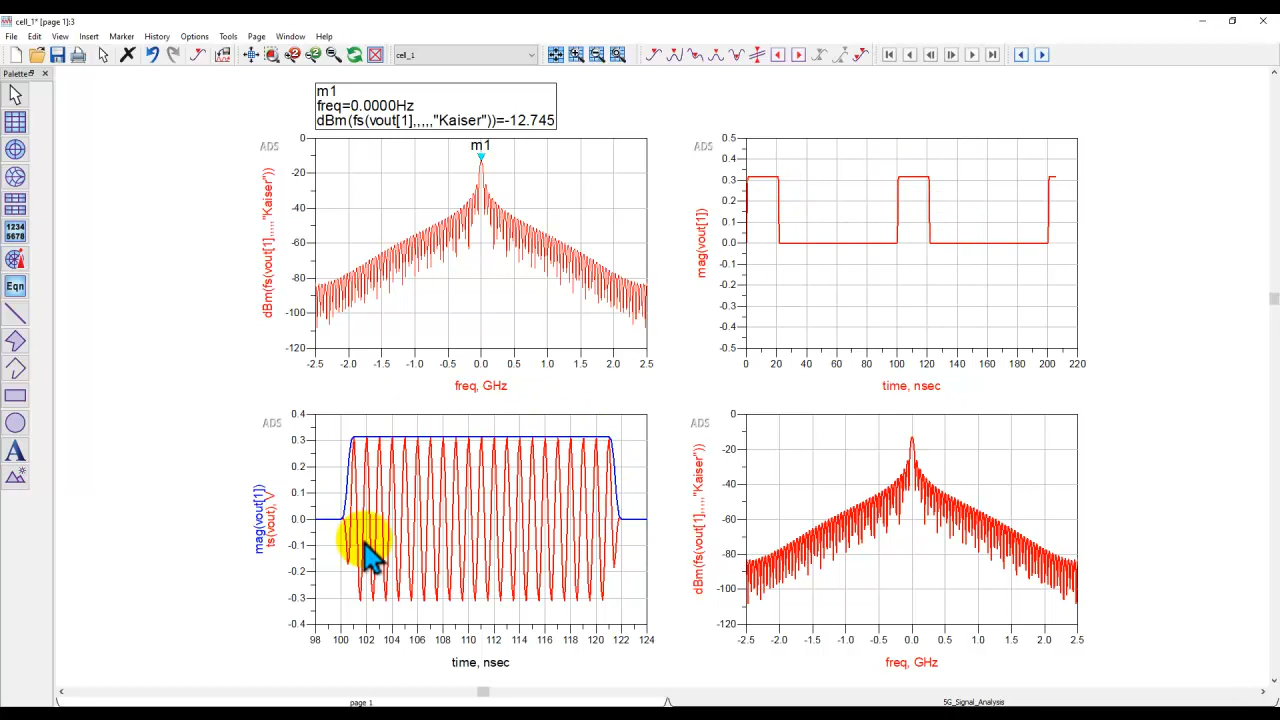 cell_1* [page 1]:3
File Edit View Insert Marker History Options Tools Page Window Help
cell_1
Palette
1234
5678
Eqn
A
m1
freq=0.0000Hz
dBm(fs(vout[1],,,,,"Kaiser"))=-12.745
ADS
m1
dBm(fs(vout[1],,,,,"Kaiser"))
0
-20
-40
-60
-80
-100
-120
-2.5 -2.0 -1.5 -1.0 -0.5 0.0 0.5 1.0 1.5 2.0 2.5
freq, GHz
ADS
mag(vout[1])
0.5
0.4
0.3
0.2
0.1
0.0
-0.1
-0.2
-0.3
-0.4
-0.5
0 20 40 60 80 100 120 140 160 180 200 220
time, nsec
ADS
mag(vout[1])
ts(vout), V
0.4
0.3
0.2
0.1
0.0
-0.1
-0.2
-0.3
-0.4
98 100 102 104 106 108 110 112 114 116 118 120 122 124
time, nsec
ADS
dBm(fs(vout[1],,,,,"Kaiser"))
0
-20
-40
-60
-80
-100
-120
-2.5 -2.0 -1.5 -1.0 -0.5 0.0 0.5 1.0 1.5 2.0 2.5
freq, GHz
page 1
5G_Signal_Analysis